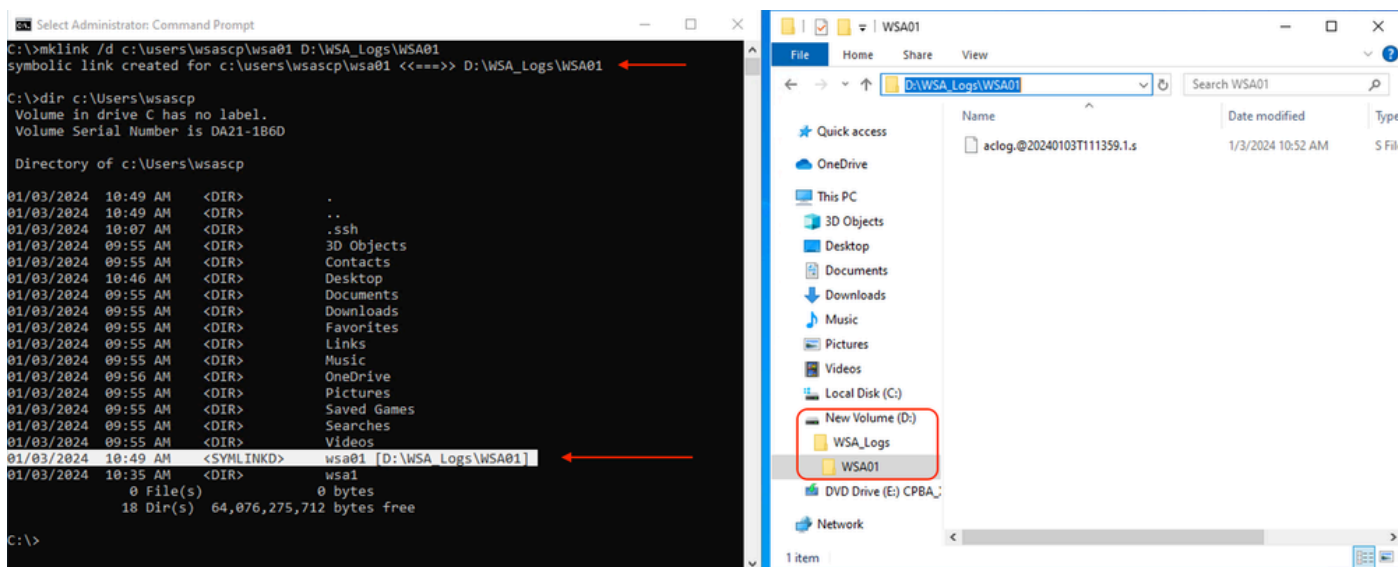 Select Administrator: Command Prompt
C:\>mklink /d c:\users\wsascp\wsa01 D:\WSA_Logs\WSA01
symbolic link created for c:\users\wsascp\wsa01 <<===>> D:\WSA_Logs\WSA01
C:\>dir c:\Users\wsascp
Volume in drive C has no label.
Volume Serial Number is DA21-1B6D
Directory of c:\Users\wsascp
01/03/2024 10:49 AM <DIR> .
01/03/2024 10:49 AM <DIR> ..
01/03/2024 10:07 AM <DIR> .ssh
01/03/2024 09:55 AM <DIR> 3D Objects
01/03/2024 09:55 AM <DIR> Contacts
01/03/2024 10:46 AM <DIR> Desktop
01/03/2024 09:55 AM <DIR> Documents
01/03/2024 09:55 AM <DIR> Downloads
01/03/2024 09:55 AM <DIR> Favorites
01/03/2024 09:55 AM <DIR> Links
01/03/2024 09:55 AM <DIR> Music
01/03/2024 09:56 AM <DIR> OneDrive
01/03/2024 09:55 AM <DIR> Pictures
01/03/2024 09:55 AM <DIR> Saved Games
01/03/2024 09:55 AM <DIR> Searches
01/03/2024 09:55 AM <DIR> Videos
01/03/2024 10:49 AM <SYMLINKD> wsa01 [D:\WSA_Logs\WSA01]
01/03/2024 10:35 AM <DIR> wsa1
0 File(s) 0 bytes
18 Dir(s) 64,076,275,712 bytes free
C:\>
WSA01
File Home Share View
D:\WSA_Logs\WSA01 Search WSA01
Name Date modified Type
aclog.@20240103T111359.1.s 1/3/2024 10:52 AM S Fil
Quick access
OneDrive
This PC
3D Objects
Desktop
Documents
Downloads
Music
Pictures
Videos
Local Disk (C:)
New Volume (D:)
WSA_Logs
WSA01
DVD Drive (E:) CPBA_
Network
1 item